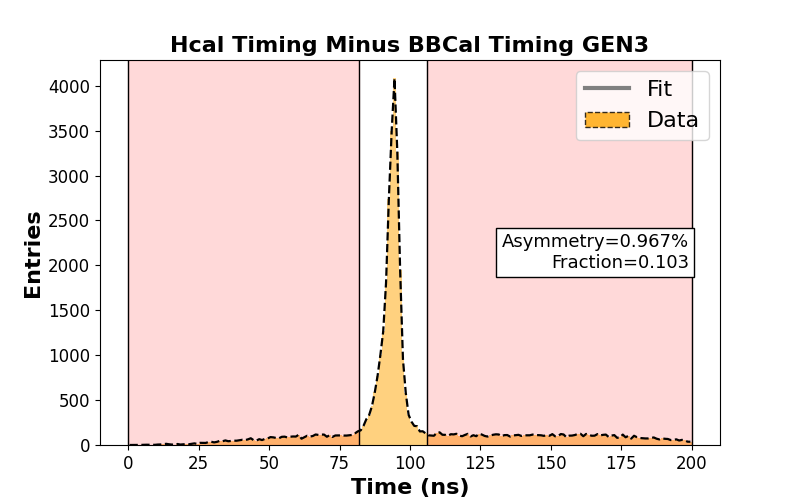 Hcal Timing Minus BBCal Timing GEN3
Entries
4000
3500
3000
2500
2000
1500
1000
500
0
Fit
Data
Asymmetry=0.967%
Fraction=0.103
0 25 50 75 100 125 150 175 200
Time (ns)